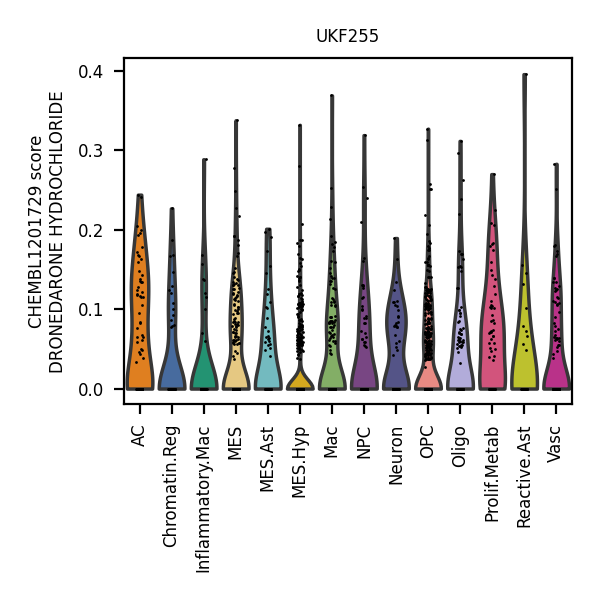 UKF255
CHEMBL1201729 score
DRONEDARONE HYDROCHLORIDE
0.4
0.3
0.2
0.1
0.0
AC
Chromatin.Reg
Inflammatory.Mac
MES
MES.Ast
MES.Hyp
Mac
NPC
Neuron
OPC
Oligo
Prolif.Metab
Reactive.Ast
Vasc